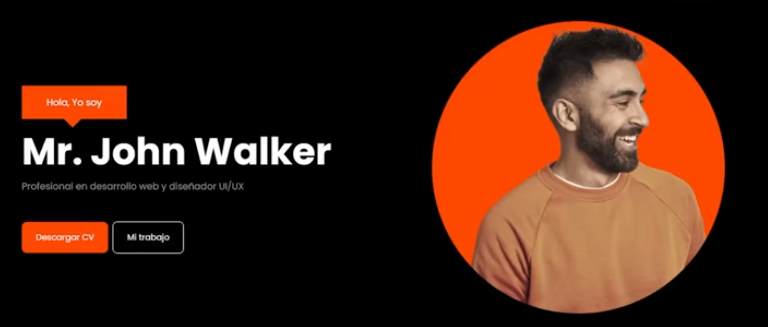 Hola, Yo soy
Mr. John Walker
Profesional en desarrollo web y diseñador UI/UX
Descargar CV
Mi trabajo